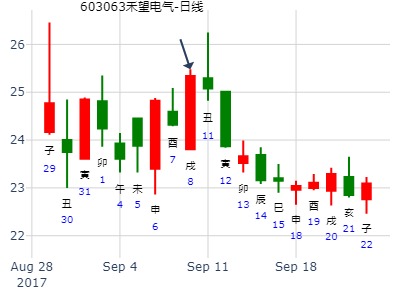 603063禾望电气-日线
26
25
24
23
22
子
29
丑
30
寅
31
卯
1
午
4
未
5
申
6
酉
7
戌
8
丑
11
寅
12
卯
13
辰
14
巳
15
申
18
酉
19
戌
20
亥
21
子
22
Aug 28
2017
Sep 4
Sep 11
Sep 18